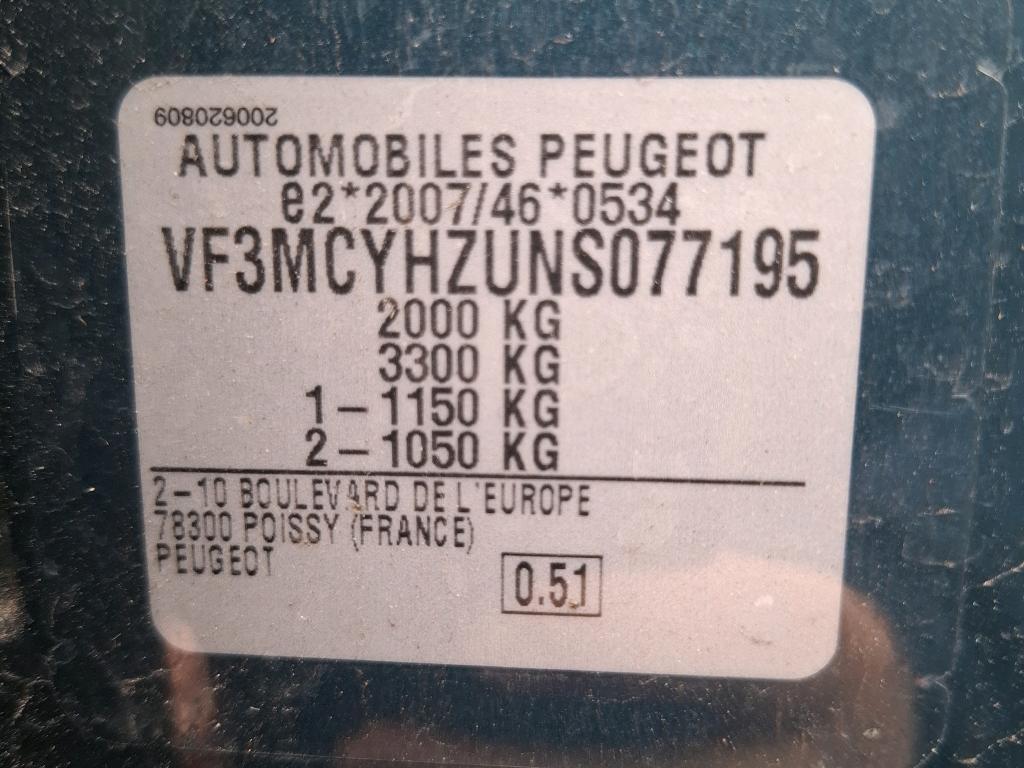 200620809
AUTOMOBILES PEUGEOT
e2*2007/46*0534
VF3MCYHZUNS077195
2000 KG
3300 KG
1-1150 KG
2-1050 KG
2-10 BOULEVARD DE L'EUROPE
78300 POISSY (FRANCE)
PEUGEOT
0.51